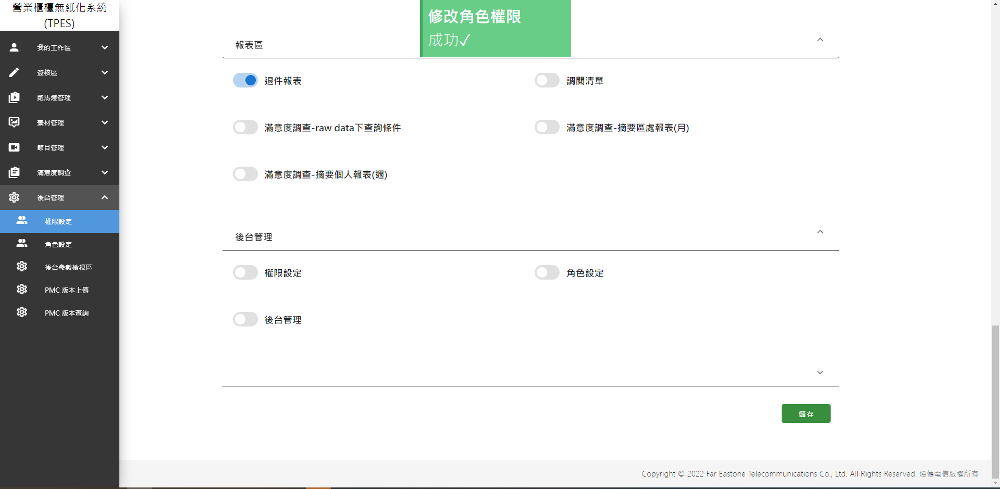 營業櫃檯無紙化系統
(TPES)
我的工作區
簽核區
跑馬燈管理
素材管理
節目管理
滿意度調查
後台管理
權限設定
角色設定
後台參數檢視區
PMC 版本上傳
PMC 版本查詢
修改角色權限
成功✓
報表區
退件報表
調閱清單
滿意度調查-raw data下查詢條件
滿意度調查-摘要區處報表(月)
滿意度調查-摘要個人報表(週)
後台管理
權限設定
角色設定
後台管理
儲存
Copyright © 2022 Far Eastone Telecommunications Co., Ltd. All Rights Reserved. 遠傳電信版權所有